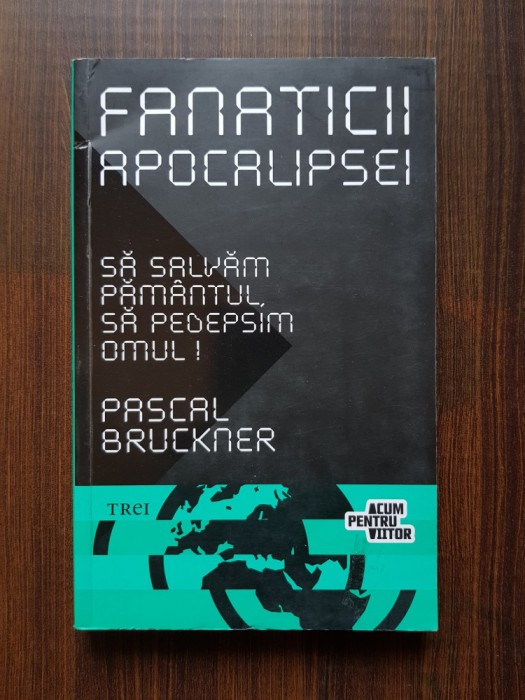 FANATICII
APOCALIPSEI
SĂ SALVĂM
PĂMÂNTUL,
SĂ PEDEPSIM
OMUL !
PASCAL
BRUCKNER
TREI
ACUM
PENTRU
VIITOR